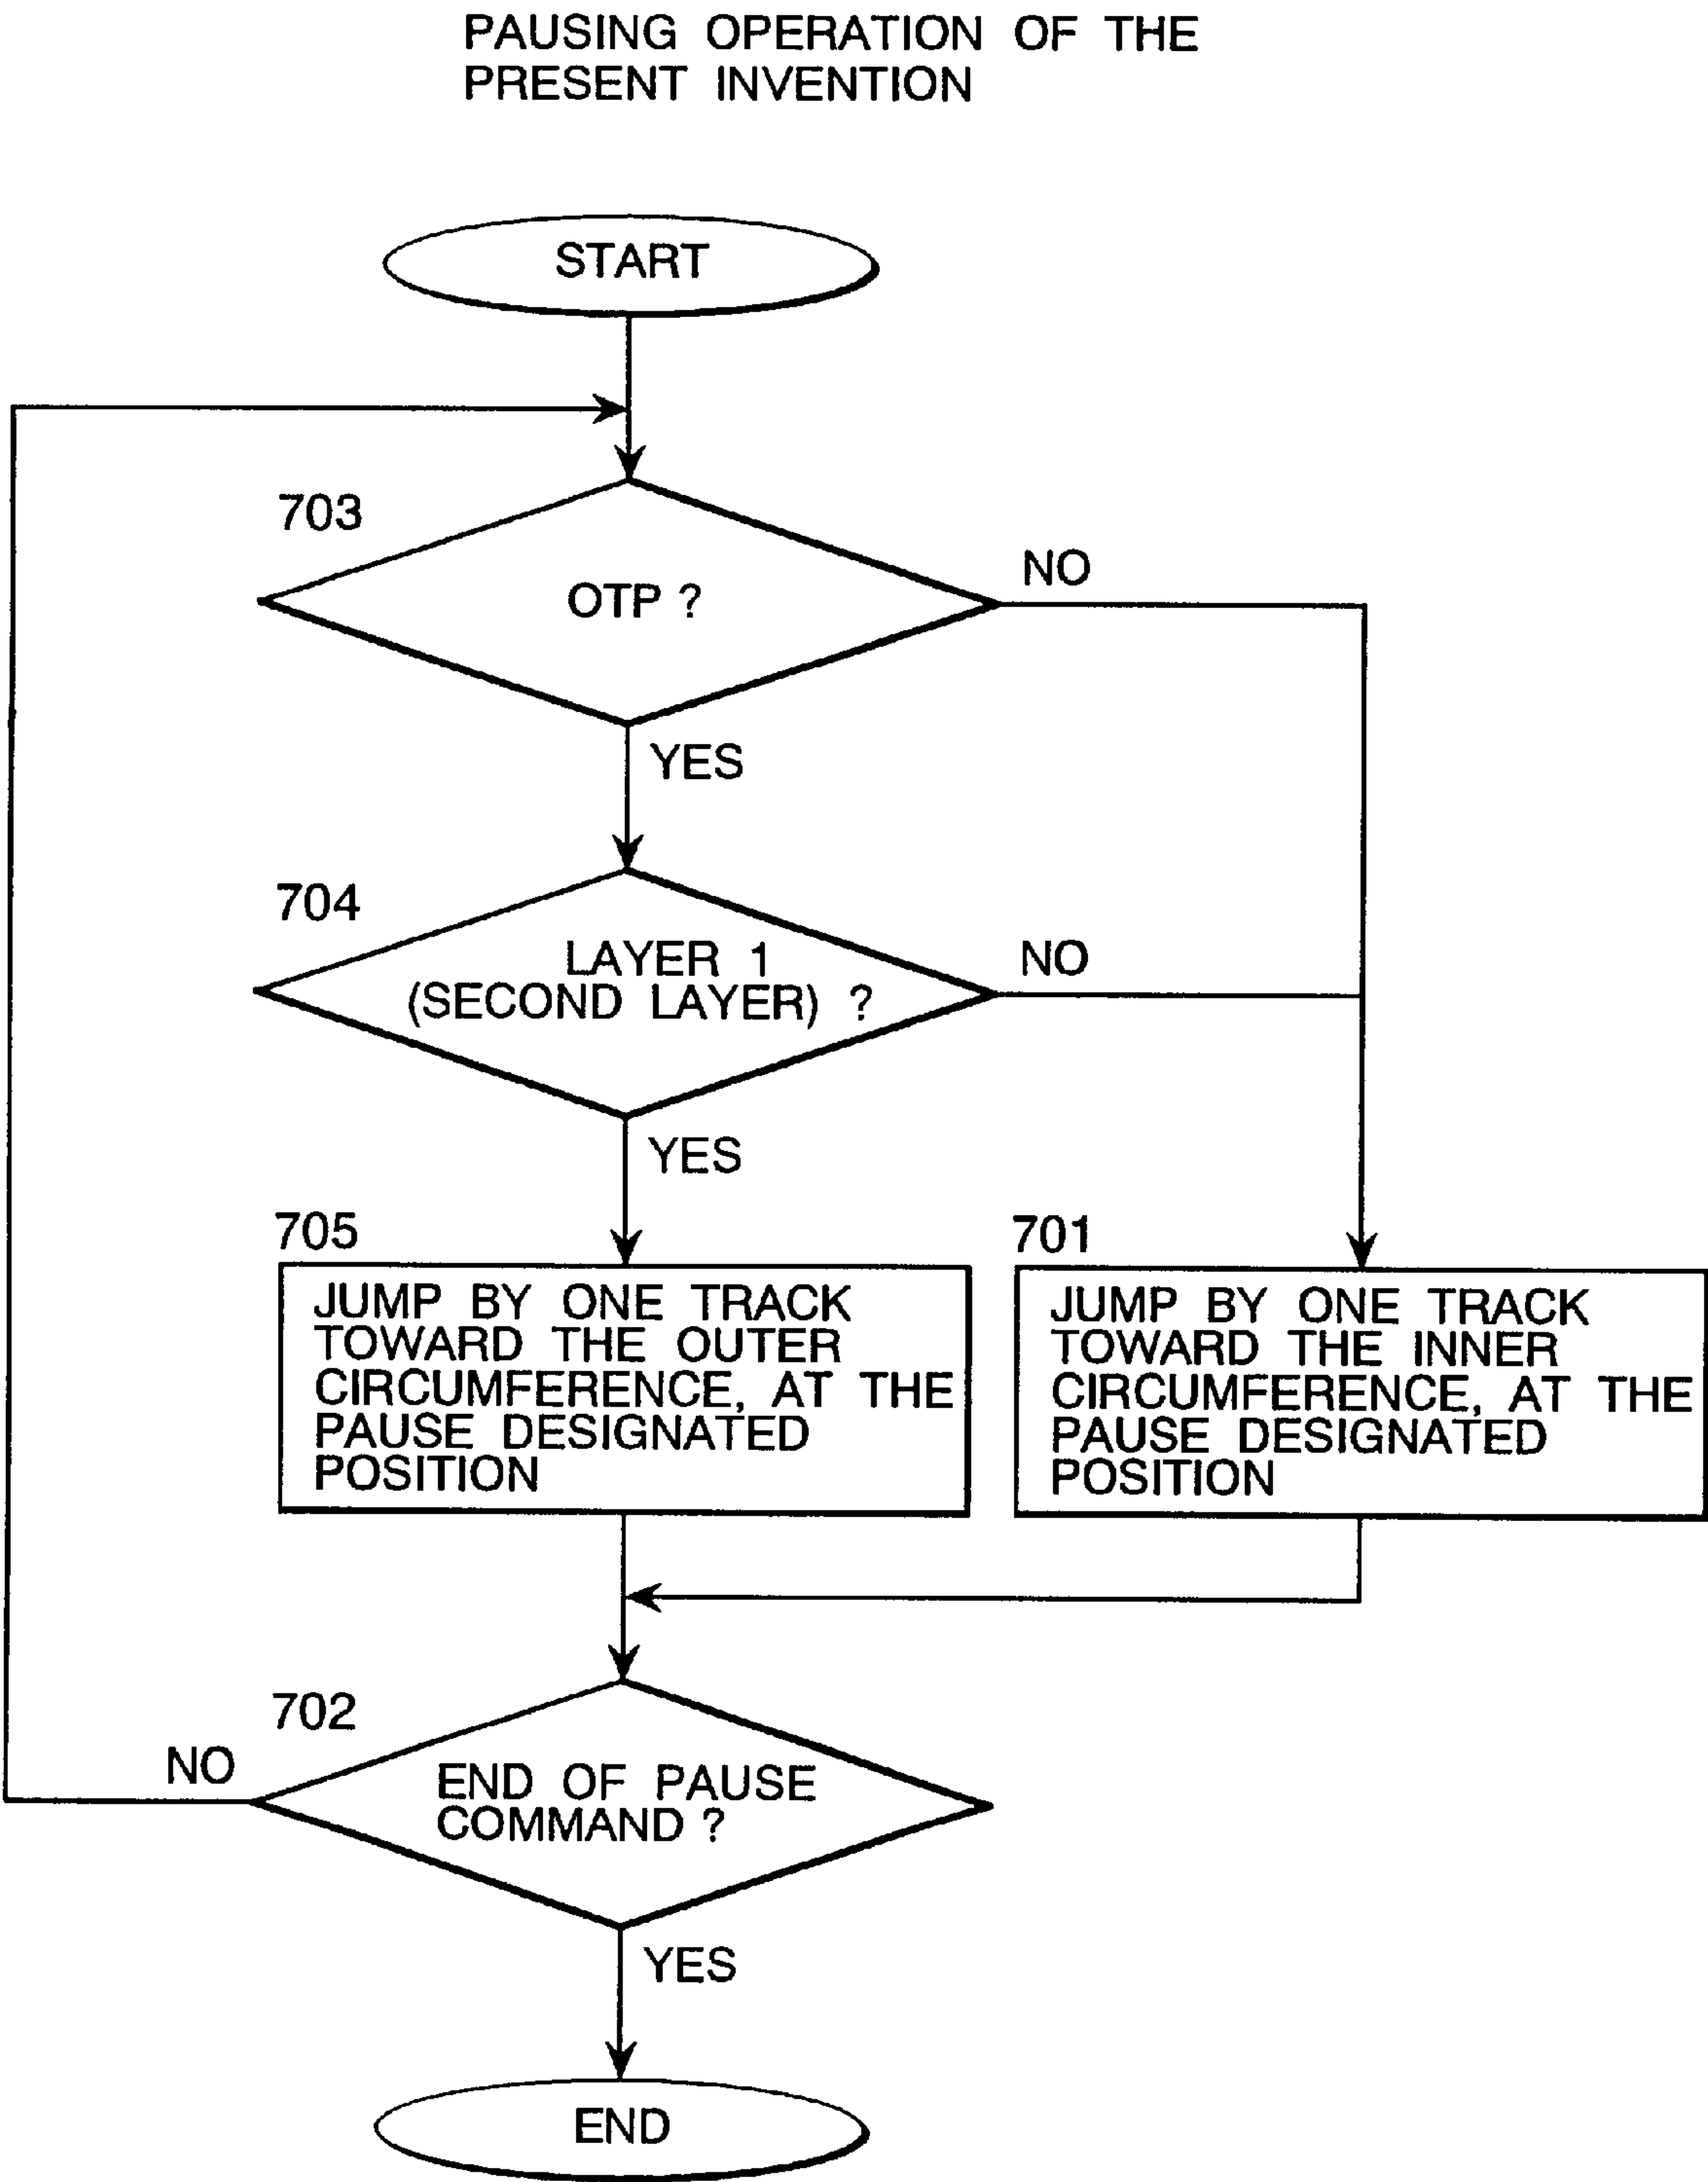 PAUSING OPERATION OF THE
PRESENT INVENTION
START
703
OTP ?
NO
YES
704
LAYER 1
(SECOND LAYER) ?
NO
YES
705
JUMP BY ONE TRACK
TOWARD THE OUTER
CIRCUMFERENCE, AT THE
PAUSE DESIGNATED
POSITION
701
JUMP BY ONE TRACK
TOWARD THE INNER
CIRCUMFERENCE, AT THE
PAUSE DESIGNATED
POSITION
702
NO
END OF PAUSE
COMMAND ?
YES
END